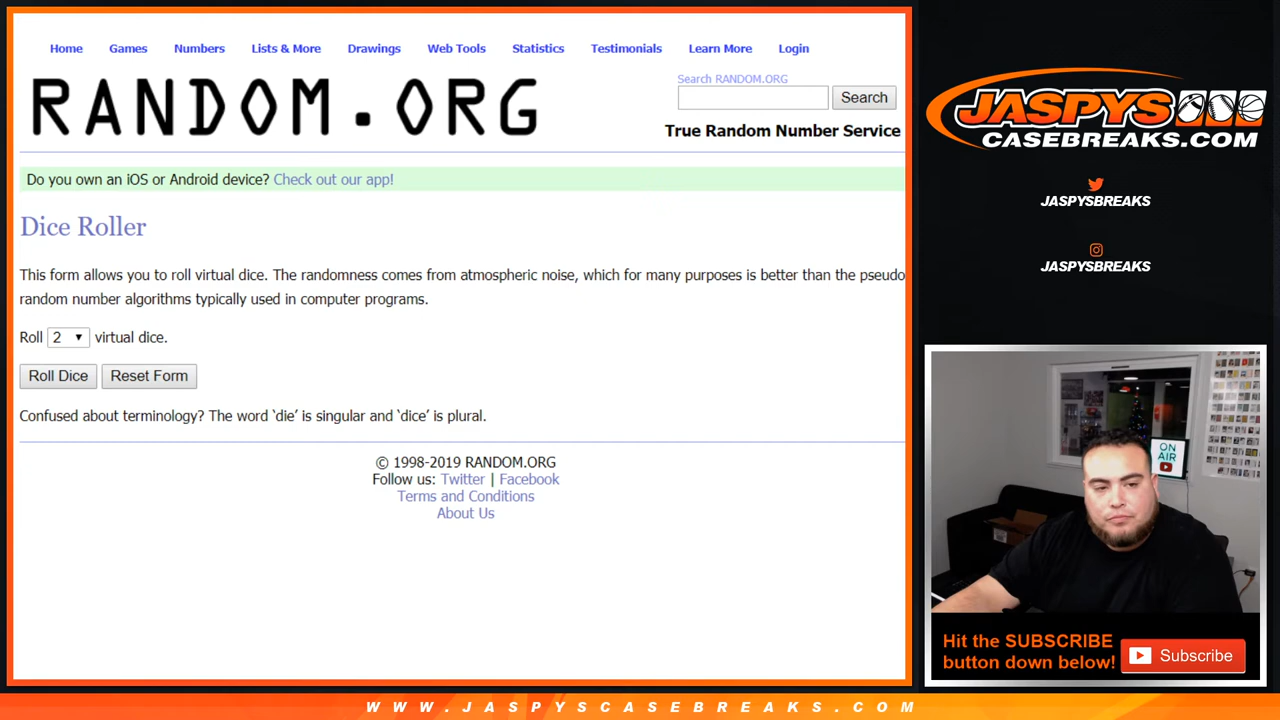 Home Games Numbers Lists & More Drawings Web Tools Statistics Testimonials Learn More Login
RANDOM.ORG
Search RANDOM.ORG
Search
True Random Number Service
Do you own an iOS or Android device? Check out our app!
Dice Roller
This form allows you to roll virtual dice. The randomness comes from atmospheric noise, which for many purposes is better than the pseudo
random number algorithms typically used in computer programs.
Roll 2 virtual dice.
Roll Dice Reset Form
Confused about terminology? The word ‘die’ is singular and ‘dice’ is plural.
© 1998-2019 RANDOM.ORG
Follow us: Twitter | Facebook
Terms and Conditions
About Us
JASPYS
CASEBREAKS.COM
JASPYSBREAKS
JASPYSBREAKS
ON
AIR
Hit the SUBSCRIBE
button down below!
Subscribe
WWW.JASPYSCASEBREAKS.COM